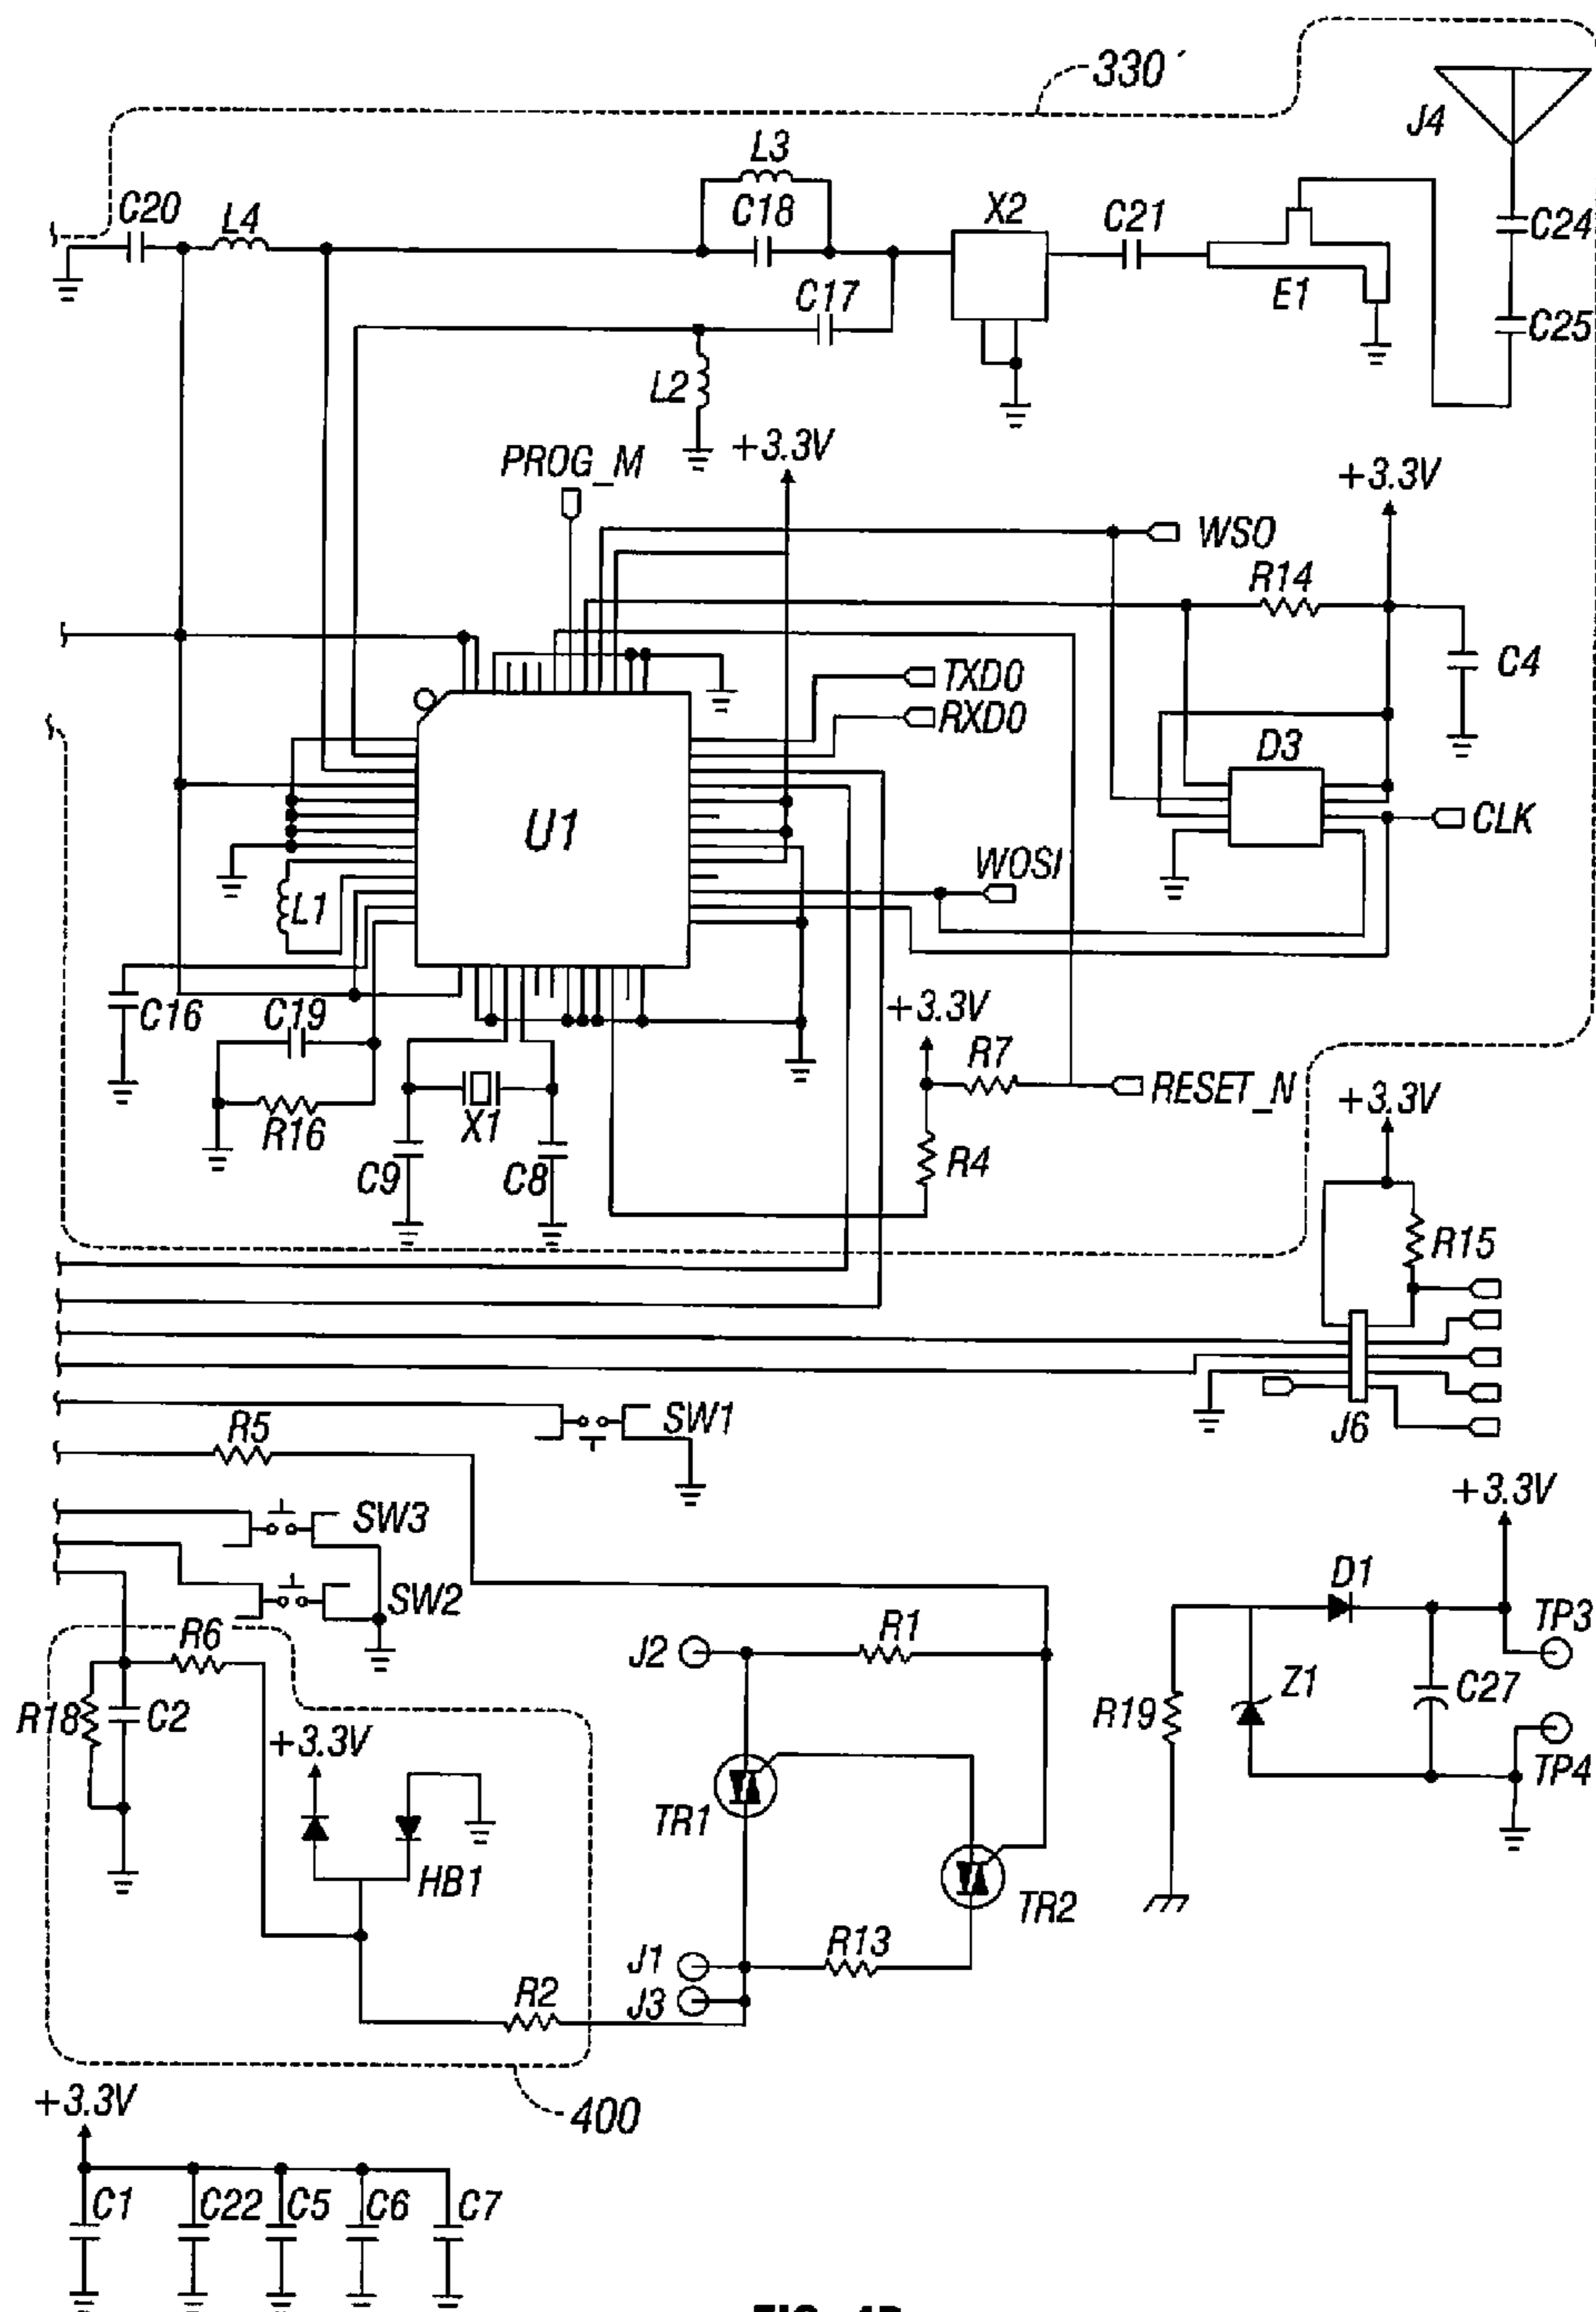 330'
J4
L3
C20
L4
C18
X2
C21
C24
C17
E1
C25
L2
PROG_M
+3.3V
+3.3V
WSO
R14
TXD0
C4
RXD0
D3
U1
CLK
WOSI
L1
C16
C19
+3.3V
R7
RESET_N
+3.3V
R16
X1
R4
C9
C8
R15
SW1
J6
R5
+3.3V
SW3
D1
SW2
TP3
R6
J2
R1
Z1
C27
R18
C2
R19
+3.3V
TP4
TR1
HB1
TR2
J1
R13
R2
J3
+3.3V
400
C1
C22
C5
C6
C7